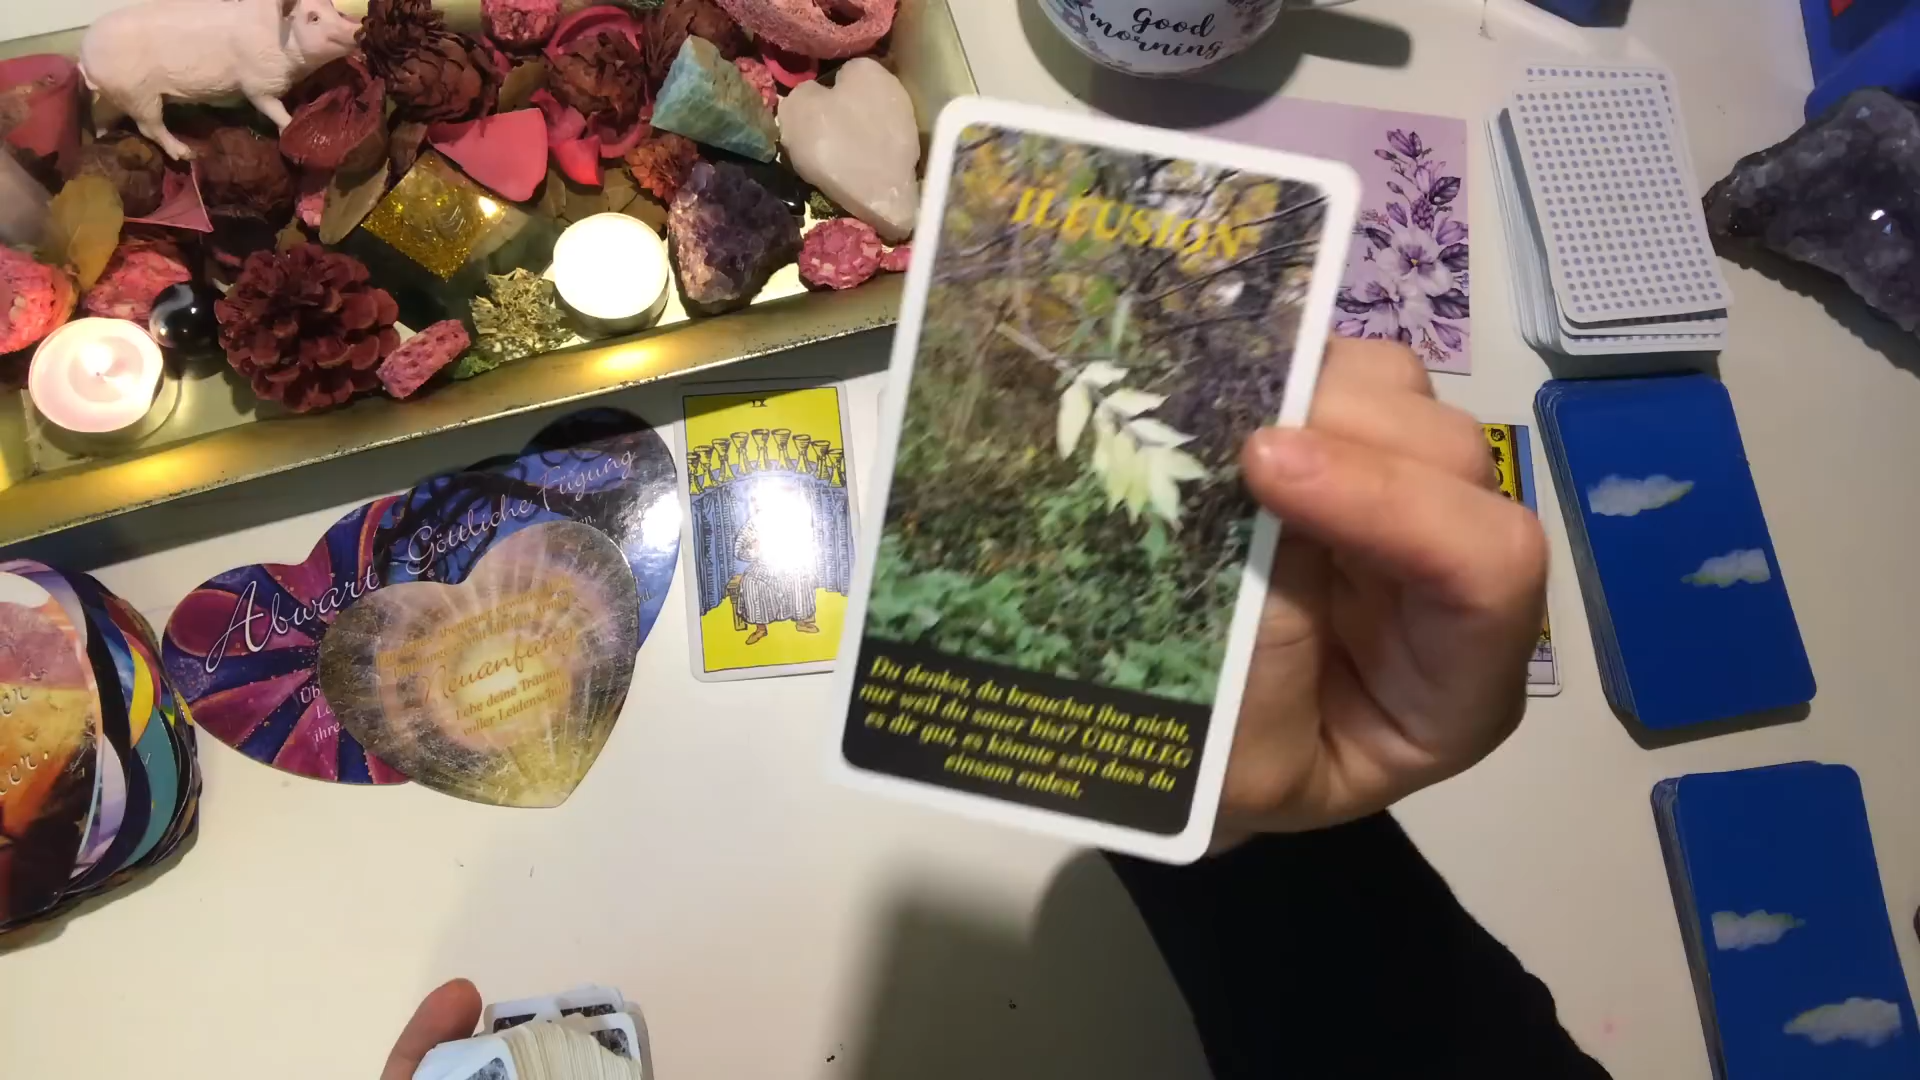 Good
morning
ILLUSION
Du denkst, du brauchst ihn nicht,
nur weil du sauer bist? ÜBERLEG
es dir gut, es könnte sein dass du
einsam endest.
IX
Göttliche Fügung
Abwart
Neuanfang
Lebe deine Träume
voller Leidenschaft